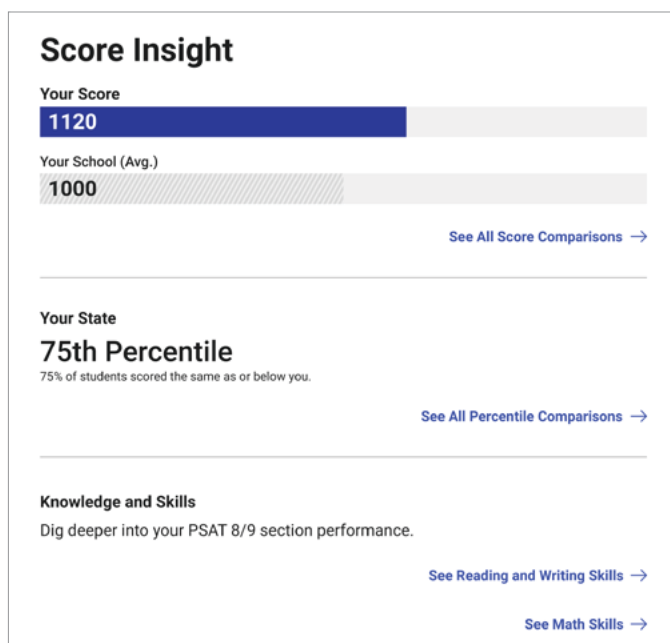 Score Insight
Your Score
1120
Your School (Avg.)
1000
See All Score Comparisons →
Your State
75th Percentile
75% of students scored the same as or below you.
See All Percentile Comparisons →
Knowledge and Skills
Dig deeper into your PSAT 8/9 section performance.
See Reading and Writing Skills →
See Math Skills →